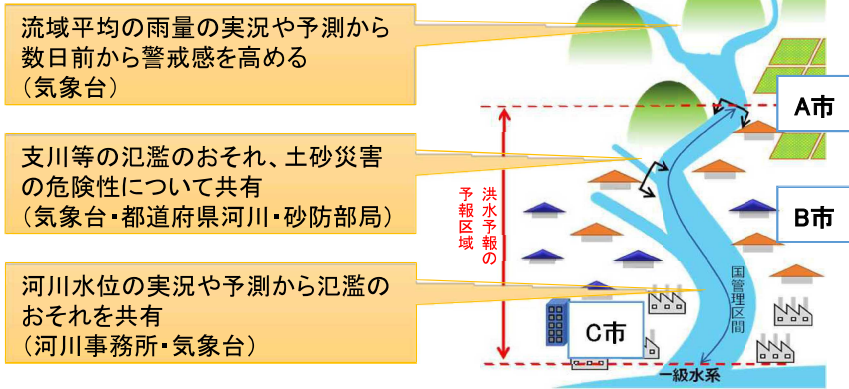 流域平均の雨量の実況や予測から
数日前から警戒感を高める
（気象台）
支川等の氾濫のおそれ、土砂災害
の危険性について共有
（気象台・都道府県河川・砂防部局）
河川水位の実況や予測から氾濫の
おそれを共有
（河川事務所・気象台）
洪水予報の
予報区域
A市
B市
国管理区間
C市
一級水系